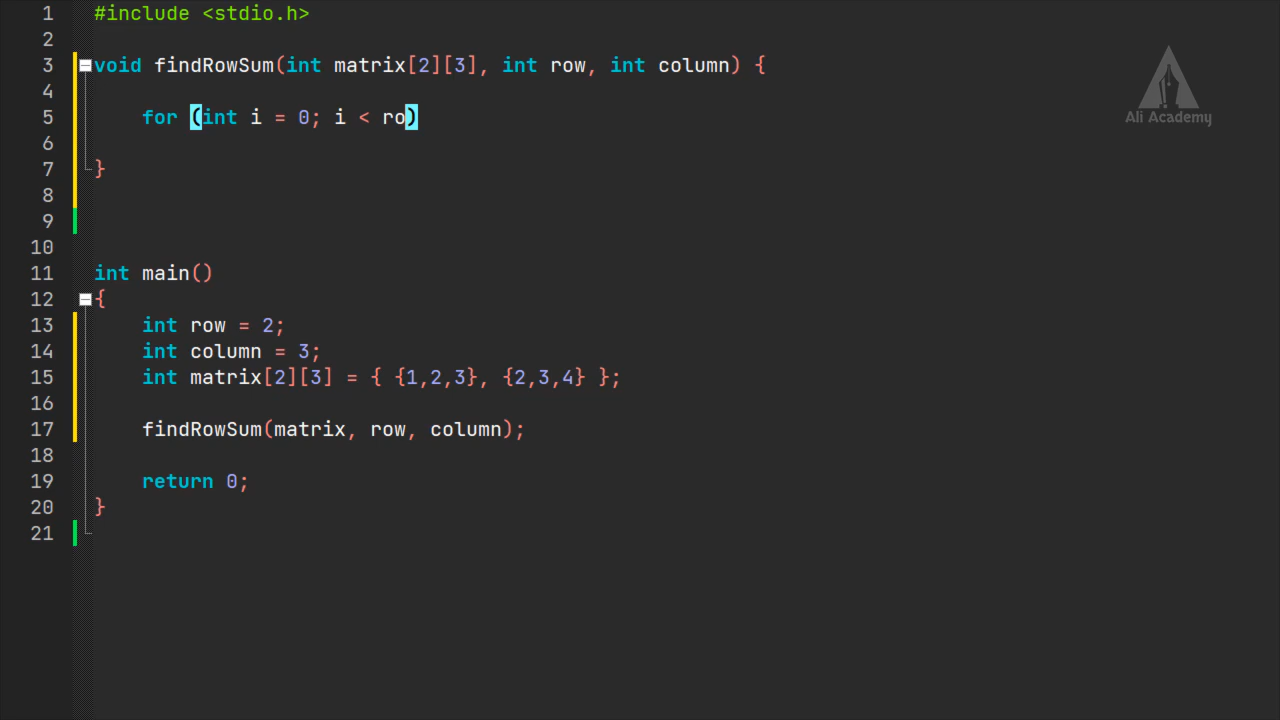 1 #include <stdio.h>
2
3 void findRowSum(int matrix[2][3], int row, int column) {
4
5     for (int i = 0; i < ro)
6
7 }
8
9
10
11 int main()
12 {
13     int row = 2;
14     int column = 3;
15     int matrix[2][3] = { {1,2,3}, {2,3,4} };
16
17     findRowSum(matrix, row, column);
18
19     return 0;
20 }
21
Ali Academy